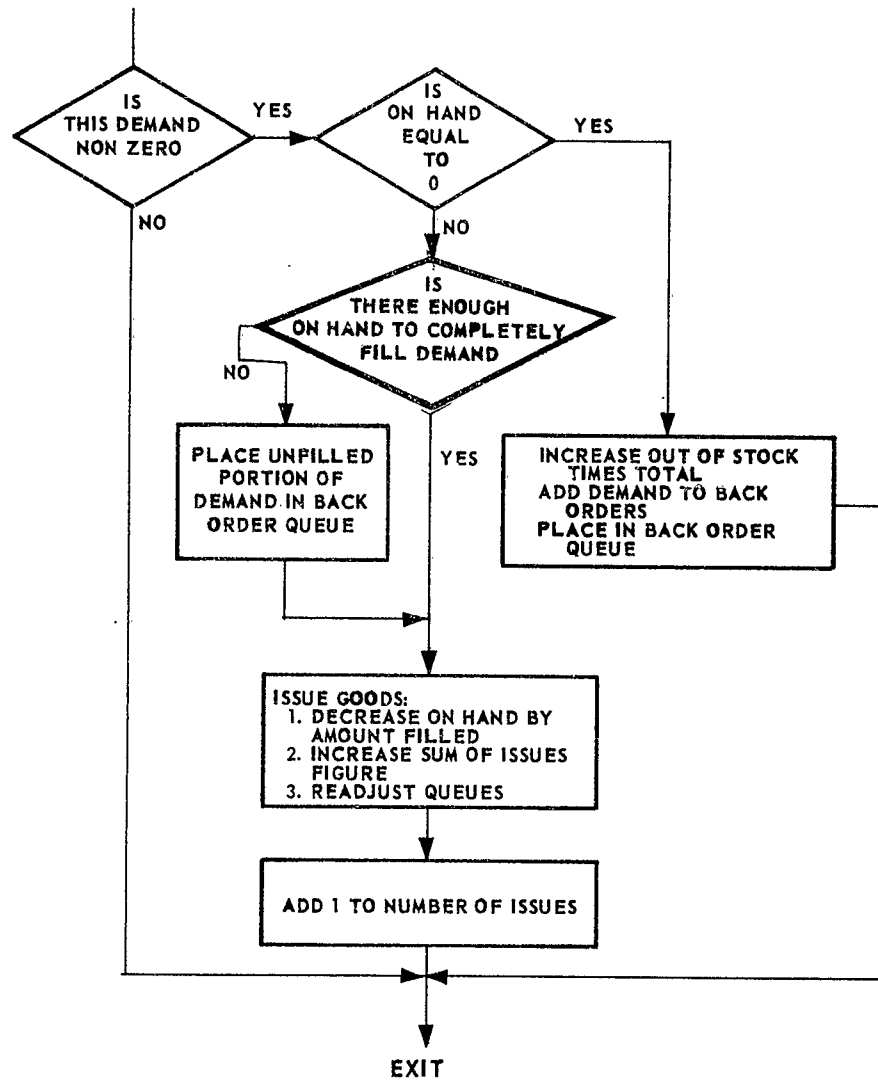 IS
THIS DEMAND
NON ZERO
YES
IS
ON HAND
EQUAL
TO
0
YES
NO
NO
IS
THERE ENOUGH
ON HAND TO COMPLETELY
FILL DEMAND
NO
YES
PLACE UNFILLED
PORTION OF
DEMAND IN BACK
ORDER QUEUE
INCREASE OUT OF STOCK
TIMES TOTAL
ADD DEMAND TO BACK
ORDERS
PLACE IN BACK ORDER
QUEUE
ISSUE GOODS:
1. DECREASE ON HAND BY
AMOUNT FILLED
2. INCREASE SUM OF ISSUES
FIGURE
3. READJUST QUEUES
ADD 1 TO NUMBER OF ISSUES
EXIT